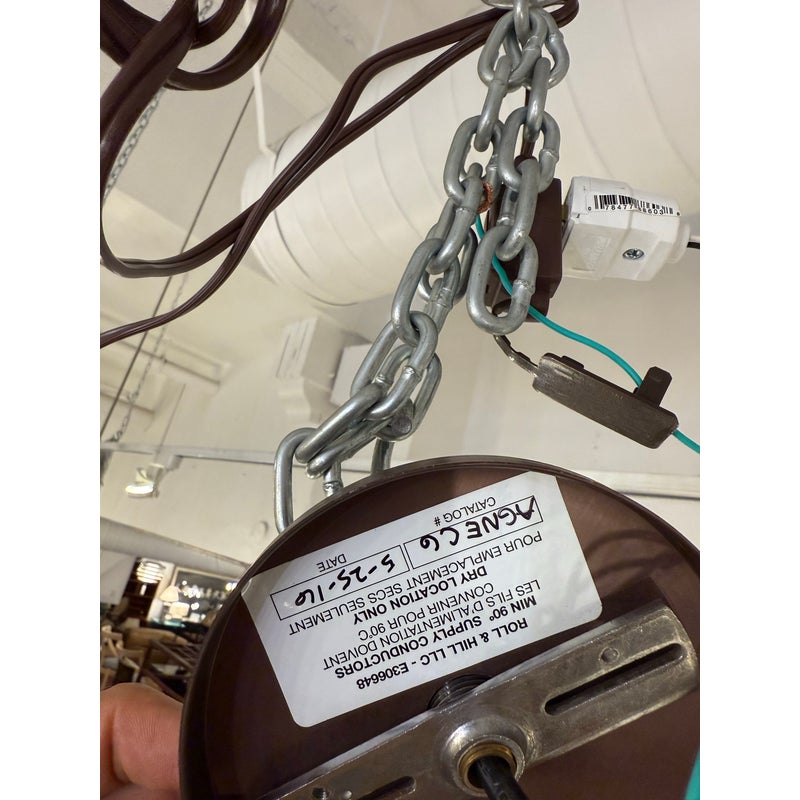 ROLL & HILL LLC - E306648
MIN 90° SUPPLY CONDUCTORS
LES FILS D'ALIMENTATION DOIVENT
CONVENIR POUR 90°C
DRY LOCATION ONLY
POUR EMPLACEMENT SECS SEULEMENT
AGNE C6 5-25-16
CATALOG # DATE